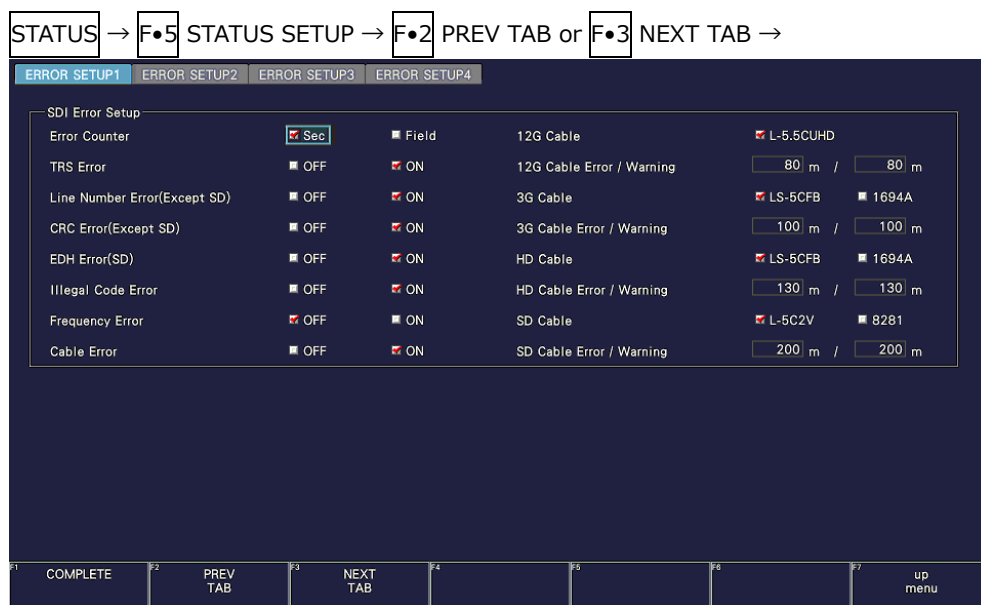 STATUS → F•5 STATUS SETUP → F•2 PREV TAB or F•3 NEXT TAB →
ERROR SETUP1 ERROR SETUP2 ERROR SETUP3 ERROR SETUP4
SDI Error Setup
Error Counter Sec Field 12G Cable L-5.5CUHD
TRS Error OFF ON 12G Cable Error / Warning 80 m / 80 m
Line Number Error(Except SD) OFF ON 3G Cable LS-5CFB 1694A
CRC Error(Except SD) OFF ON 3G Cable Error / Warning 100 m / 100 m
EDH Error(SD) OFF ON HD Cable LS-5CFB 1694A
Illegal Code Error OFF ON HD Cable Error / Warning 130 m / 130 m
Frequency Error OFF ON SD Cable L-5C2V 8281
Cable Error OFF ON SD Cable Error / Warning 200 m / 200 m
F1 COMPLETE F2 PREV TAB F3 NEXT TAB F4 F5 F6 F7 up menu